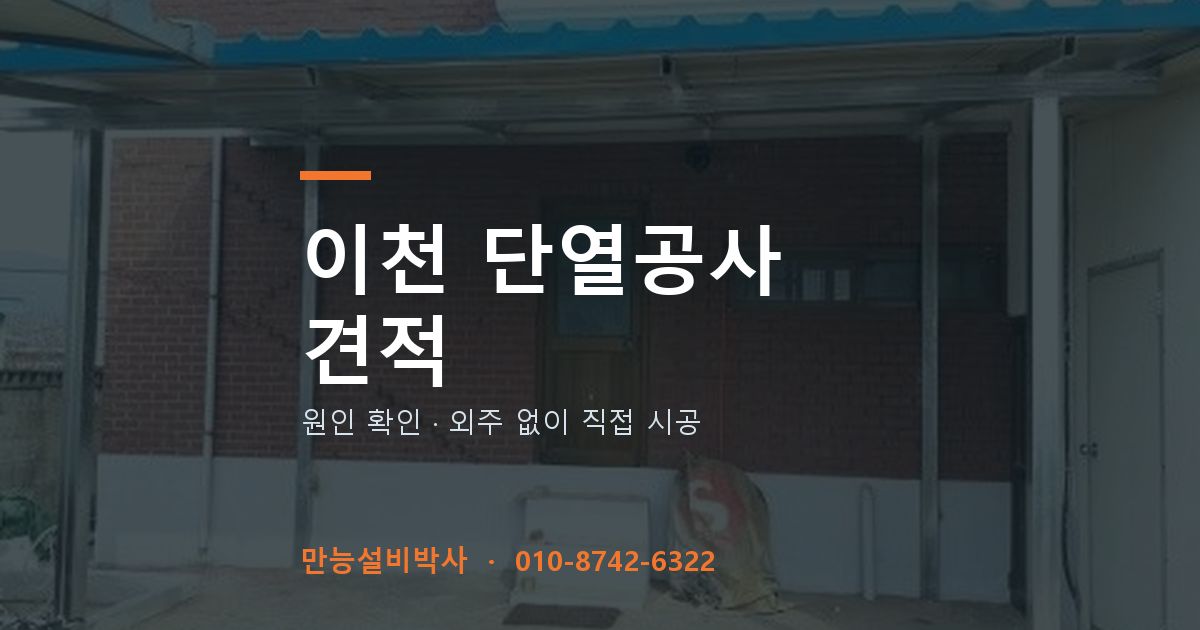 이천 단열공사
견적
원인 확인 · 외주 없이 직접 시공
S
만능설비박사 · 010-8742-6322